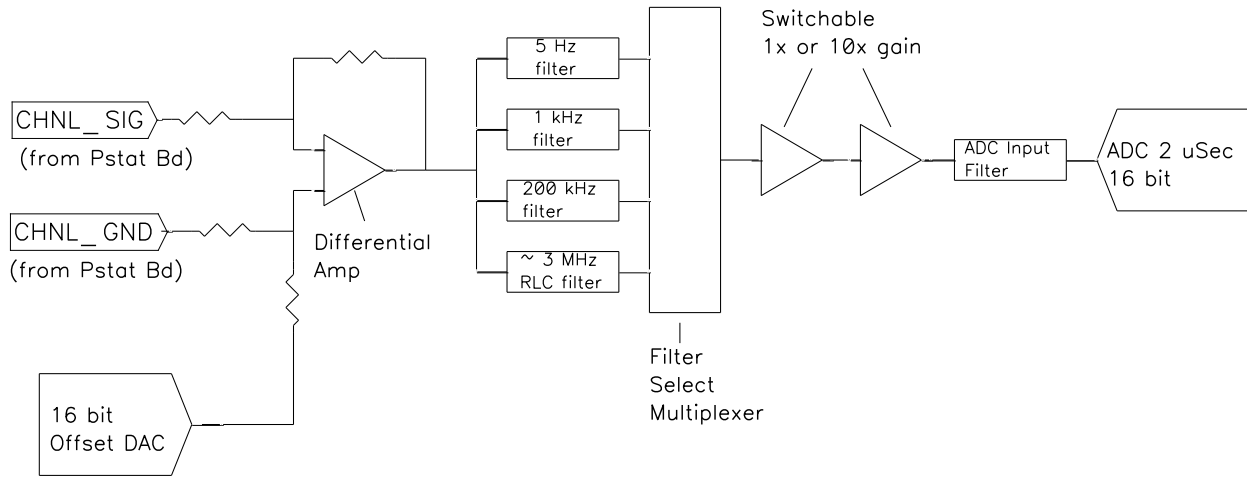 CHNL_SIG
(from Pstat Bd)
CHNL_GND
(from Pstat Bd)
16 bit
Offset DAC
Differential
Amp
5 Hz
filter
1 kHz
filter
200 kHz
filter
~ 3 MHz
RLC filter
Filter
Select
Multiplexer
Switchable
1x or 10x gain
ADC Input
Filter
ADC 2 uSec
16 bit